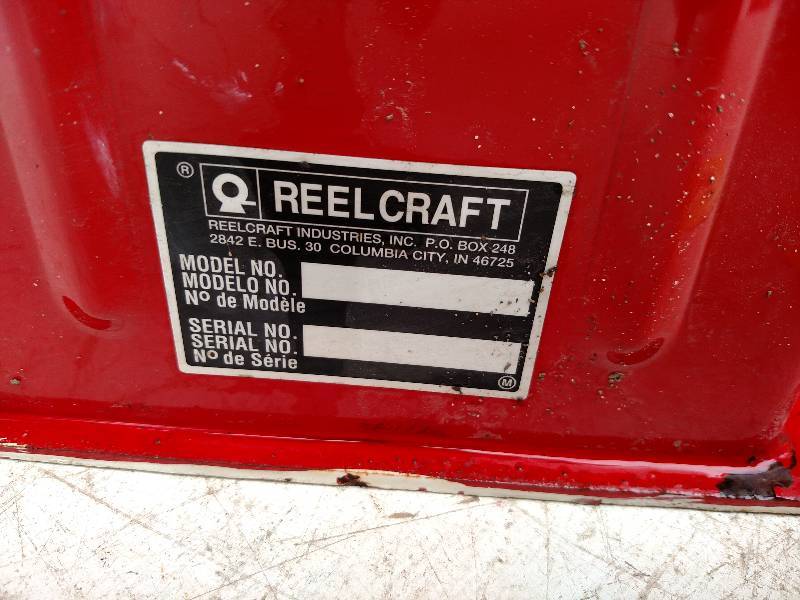 ® REELCRAFT
REELCRAFT INDUSTRIES, INC. P.O. BOX 248
2842 E. BUS. 30 COLUMBIA CITY, IN 46725
MODEL NO.
MODELO NO.
Nº de Modèle
SERIAL NO.
SERIAL NO.
Nº de Série
Ⓜ